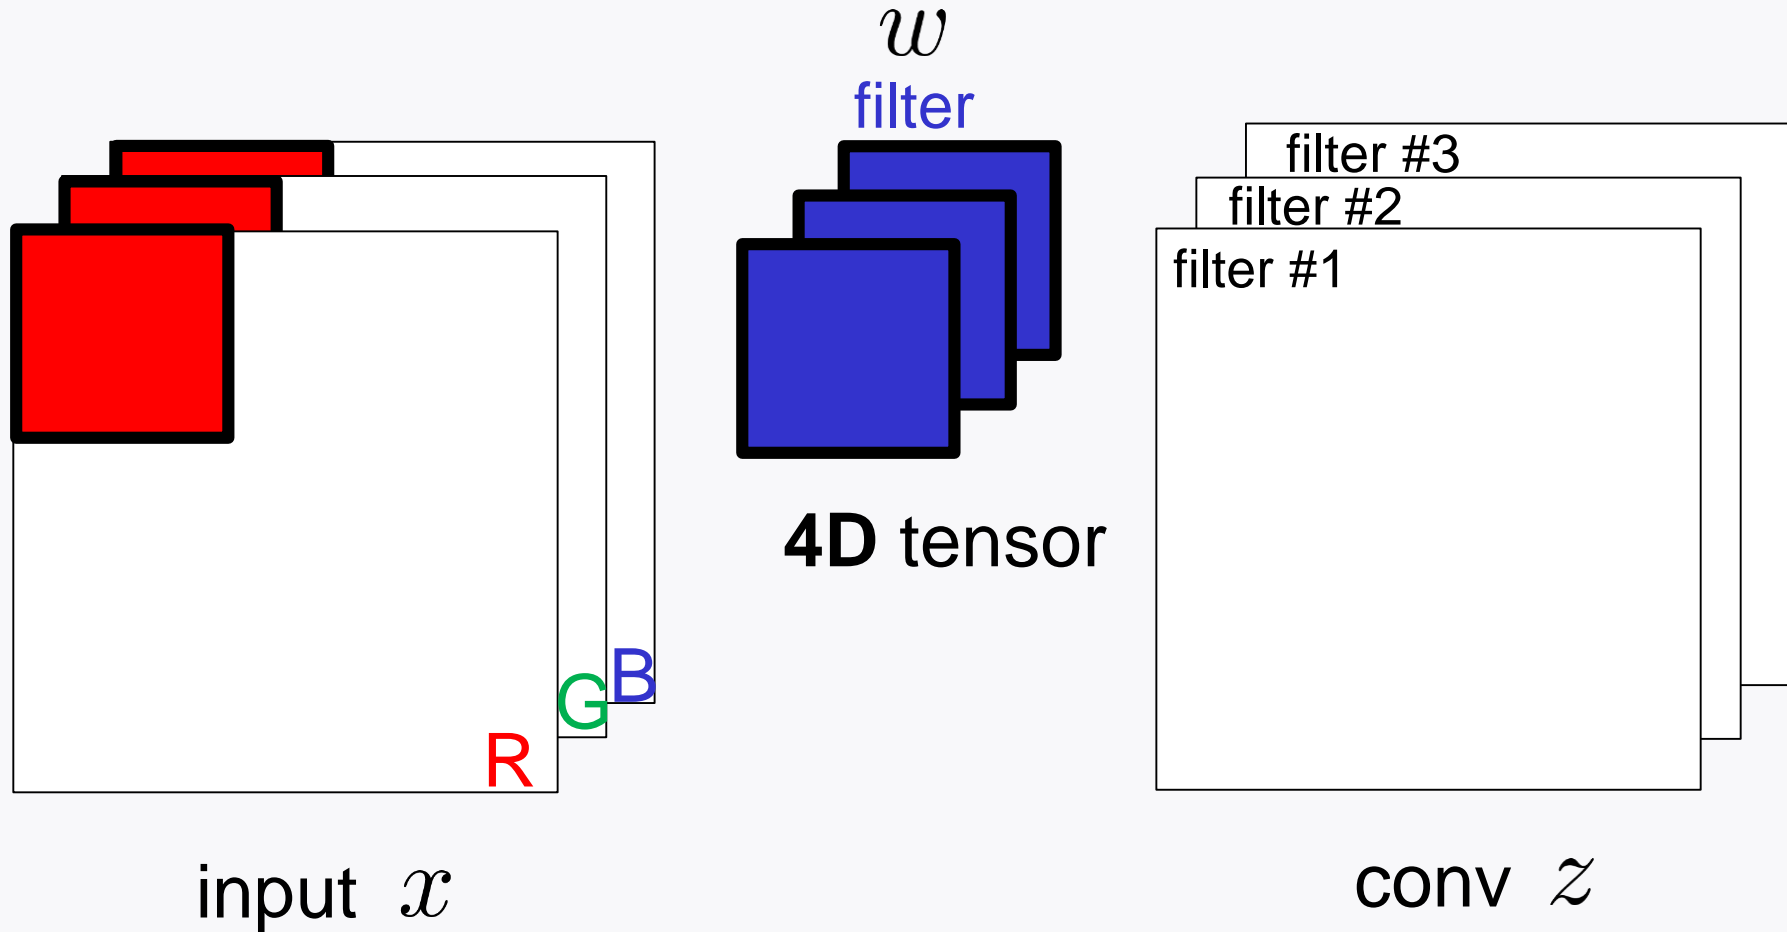 w
filter
filter #3
filter #2
filter #1
4D tensor
B
G
R
input x
conv z